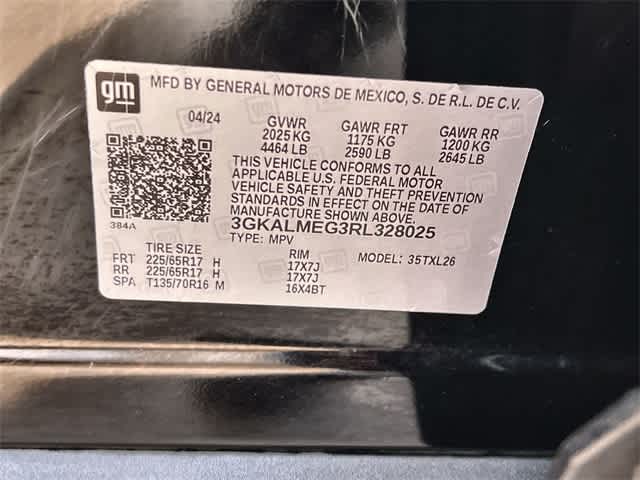 gm MFD BY GENERAL MOTORS DE MEXICO, S. DE R.L. DE C.V.
04/24 GVWR GAWR FRT GAWR RR
2025 KG 1175 KG 1200 KG
4464 LB 2590 LB 2645 LB
THIS VEHICLE CONFORMS TO ALL
APPLICABLE U.S. FEDERAL MOTOR
VEHICLE SAFETY AND THEFT PREVENTION
STANDARDS IN EFFECT ON THE DATE OF
MANUFACTURE SHOWN ABOVE.
384A 3GKALMEG3RL328025
TYPE: MPV MODEL: 35TXL26
TIRE SIZE RIM
FRT 225/65R17 H 17X7J
RR 225/65R17 H 17X7J
SPA T135/70R16 M 16X4BT